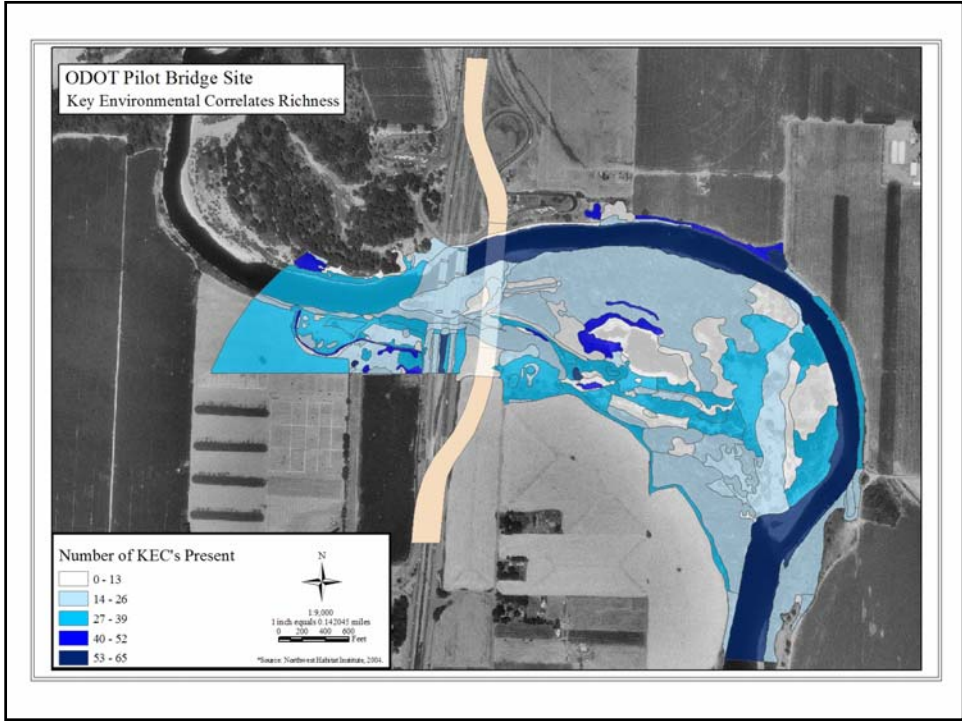 ODOT Pilot Bridge Site
Key Environmental Correlates Richness
Number of KEC's Present
0 - 13
14 - 26
27 - 39
40 - 52
53 - 65
N
1:9,000
1 inch equals 0.142045 miles
0 200 400 600
Feet
*Source: Northwest Habitat Institute, 2004.